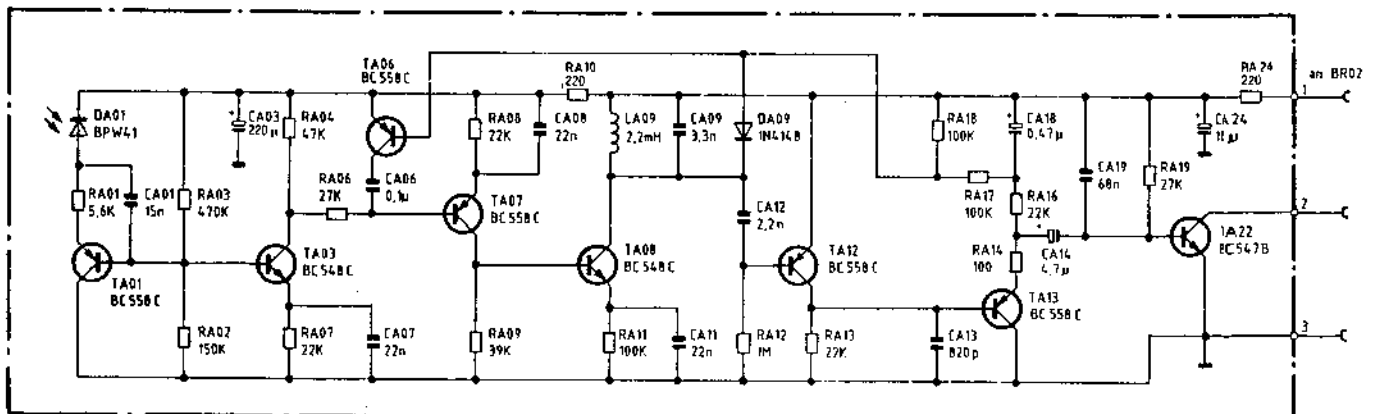 DA01
BPW41
RA01
5,6K
CA01
15n
TA01
BC558C
RA03
470K
RA02
150K
CA03
220µ
RA04
47K
TA03
BC548C
RA07
22K
CA07
22n
RA06
27K
TA06
BC558C
CA06
0,1µ
RA08
22K
CA08
22n
TA07
BC558C
RA09
39K
RA10
220
LA09
2,2mH
CA09
3,3n
TA08
BC548C
RA11
100K
CA11
22n
DA09
1N4148
CA12
2,2n
RA12
1M
TA12
BC558C
RA13
22K
CA13
820p
RA18
100K
RA17
100K
CA18
0,47µ
RA16
22K
RA14
100
CA14
4,7µ
TA13
BC558C
CA19
68n
RA19
27K
TA22
BC547B
CA24
RA24
220
an BR02
1
2
3